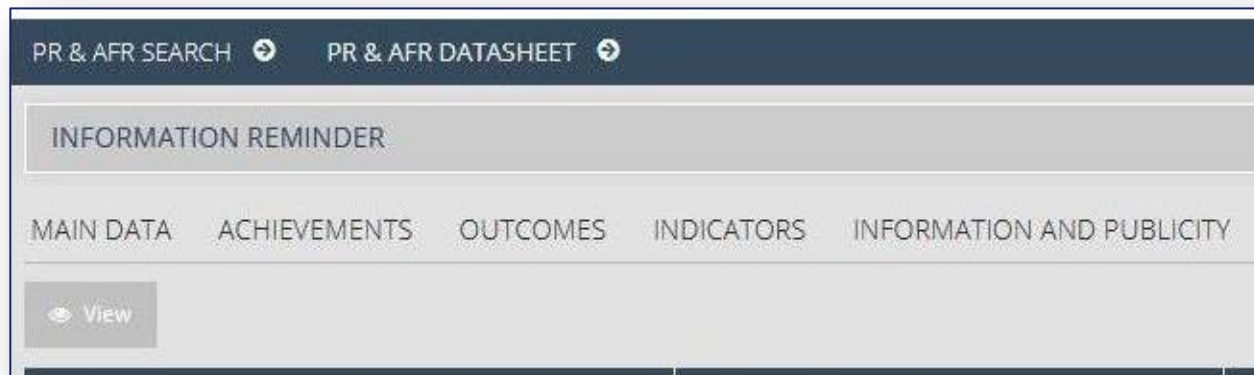 PR & AFR SEARCH PR & AFR DATASHEET
INFORMATION REMINDER
MAIN DATA ACHIEVEMENTS OUTCOMES INDICATORS INFORMATION AND PUBLICITY
View